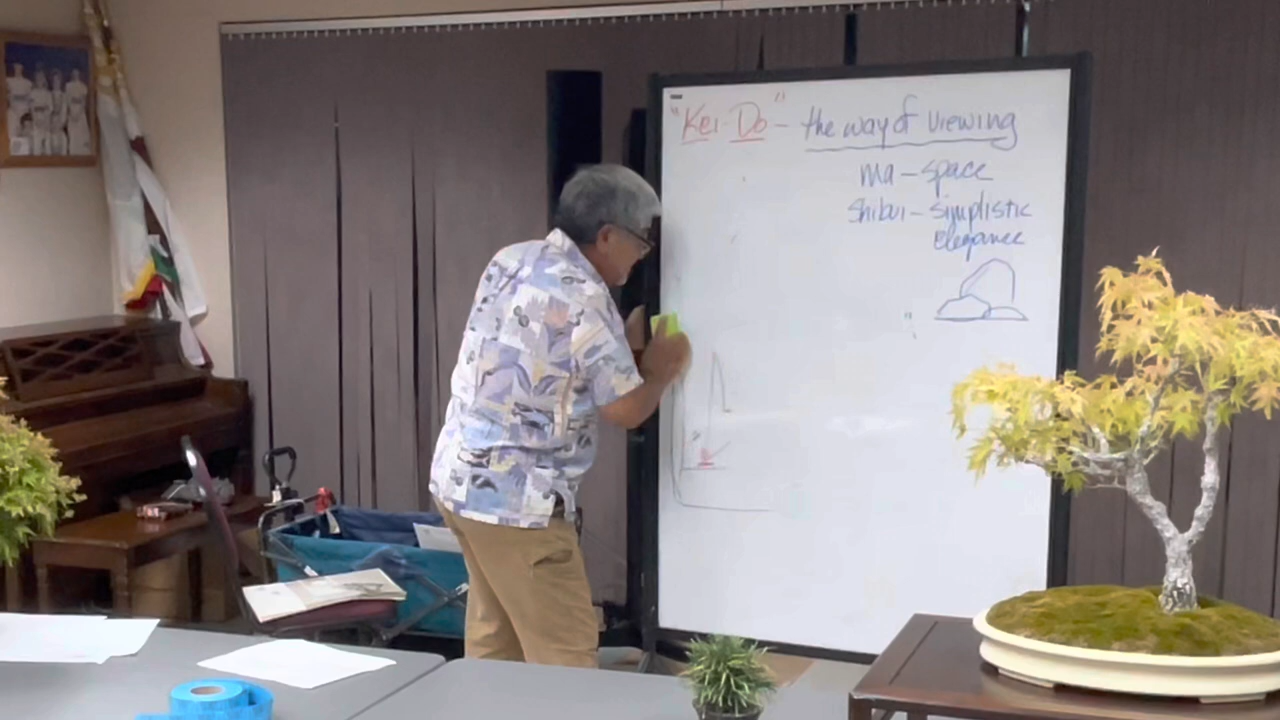 "Kei-Do" - the way of viewing
ma - space
Shibui - simplistic
elegance